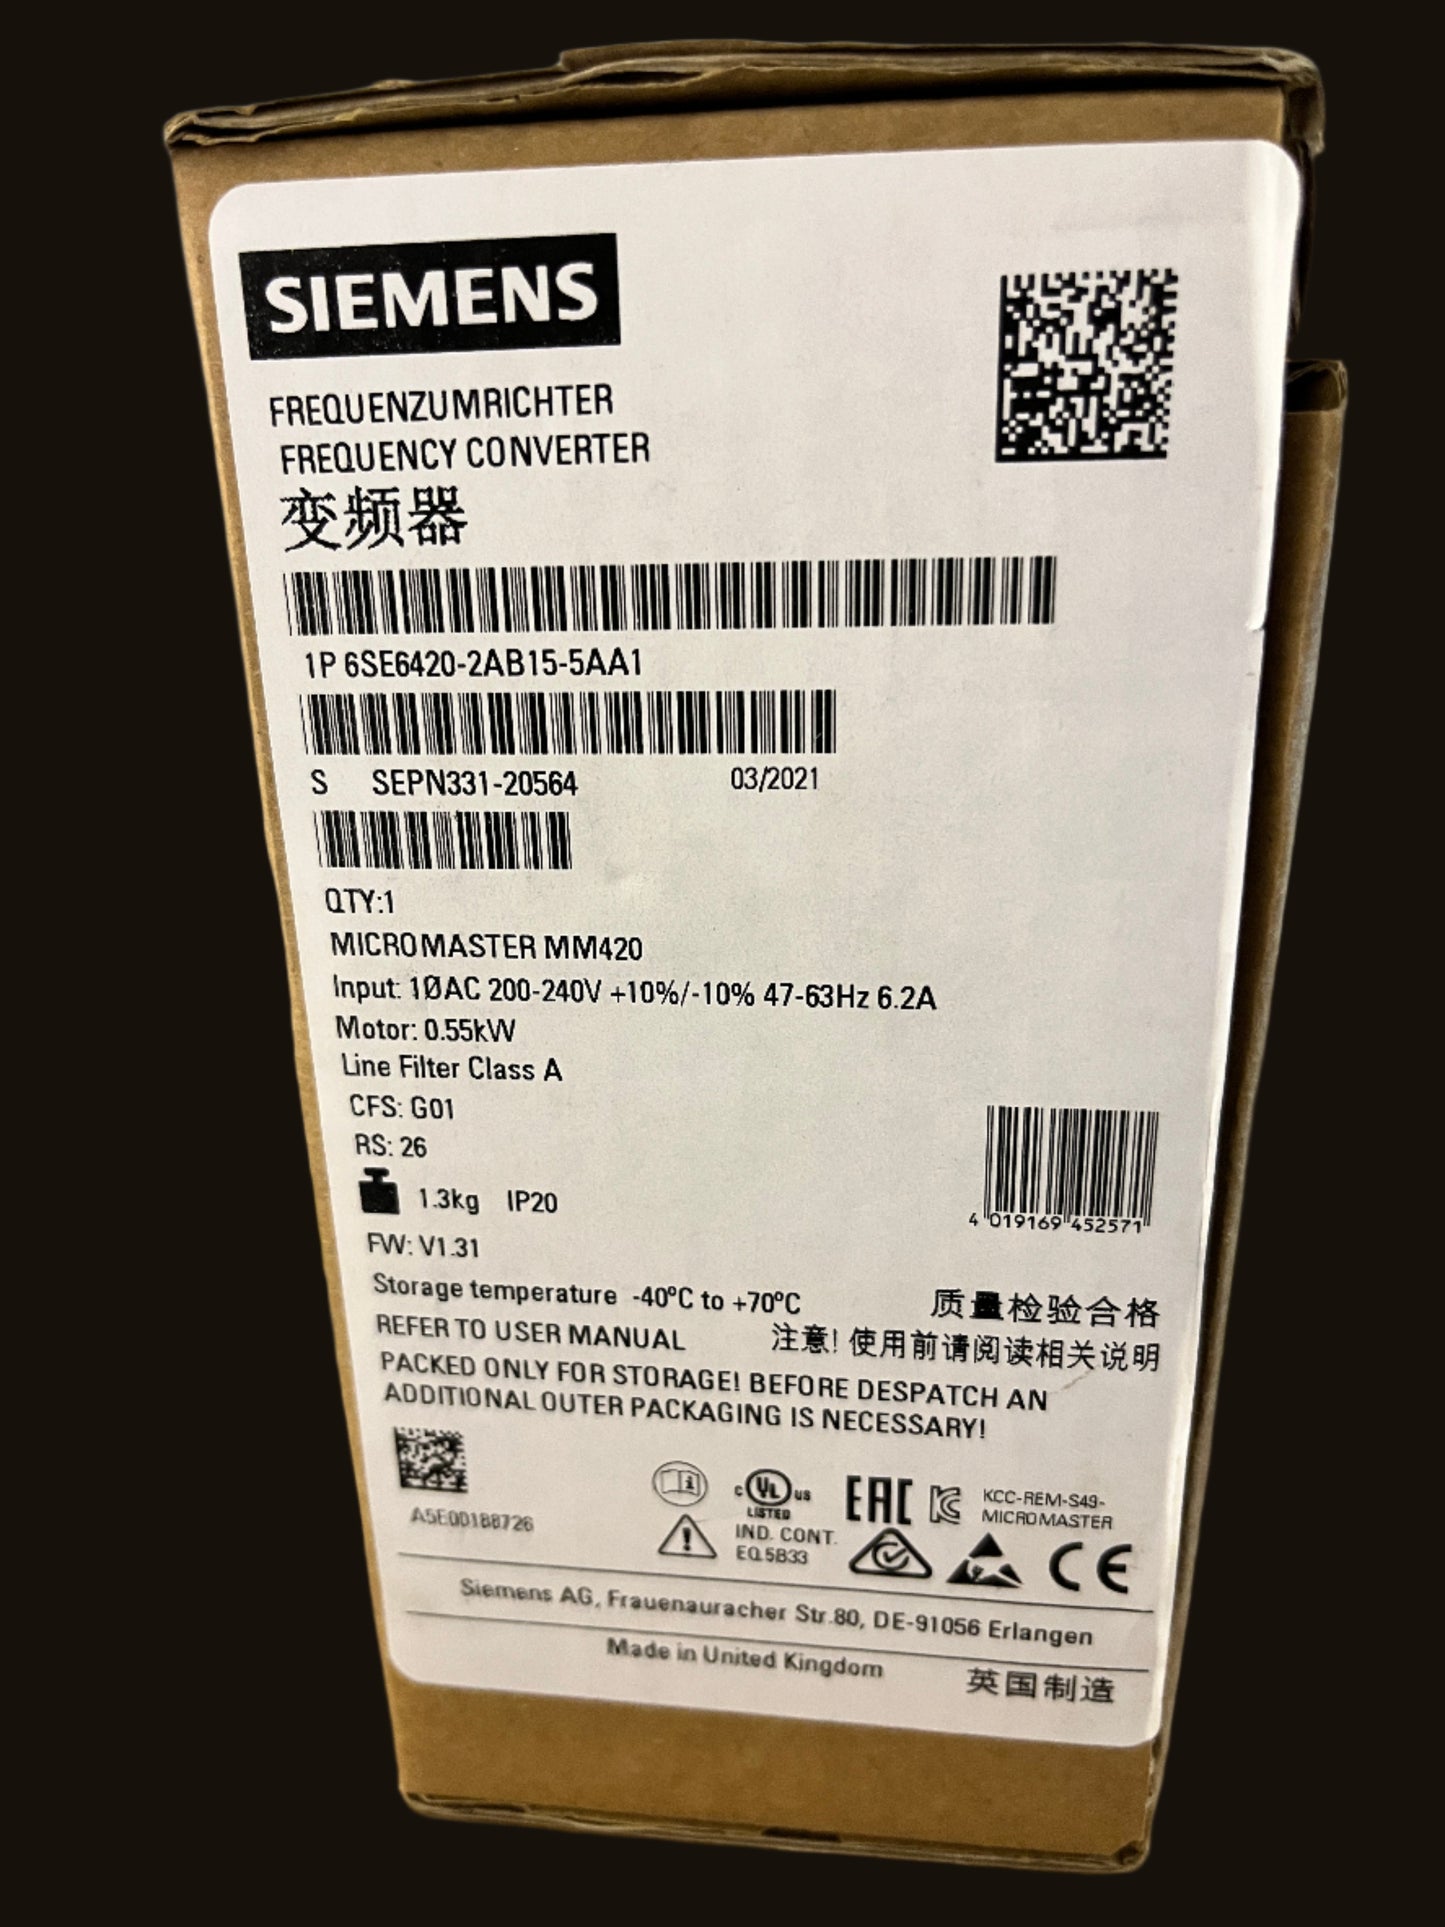 SIEMENS
FREQUENZUMRICHTER
FREQUENCY CONVERTER
变频器
1P 6SE6420-2AB15-5AA1
S SEPN331-20564 03/2021
QTY:1
MICROMASTER MM420
Input: 1ØAC 200-240V +10%/-10% 47-63Hz 6.2A
Motor: 0.55kW
Line Filter Class A
CFS: G01
RS: 26
1.3kg IP20
4 019169 452571
FW: V1.31
Storage temperature -40ºC to +70ºC 质量检验合格
REFER TO USER MANUAL 注意! 使用前请阅读相关说明
PACKED ONLY FOR STORAGE! BEFORE DESPATCH AN
ADDITIONAL OUTER PACKAGING IS NECESSARY!
A5E00188726
C UL US
LISTED
IND. CONT.
EQ.5B33
EAC
KCC-REM-S49-
MICROMASTER
CE
Siemens AG, Frauenauracher Str.80, DE-91056 Erlangen
Made in United Kingdom 英国制造